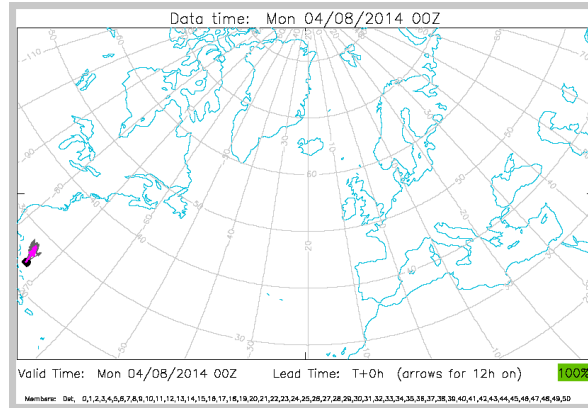 Data time: Mon 04/08/2014 00Z
Valid Time: Mon 04/08/2014 00Z Lead Time: T+0h (arrows for 12h on) 100%
Members: Det, 0,1,2,3,4,5,6,7,8,9,10,11,12,13,14,15,16,17,18,19,20,21,22,23,24,25,26,27,28,29,30,31,32,33,34,35,36,37,38,39,40,41,42,43,44,45,46,47,48,49,50